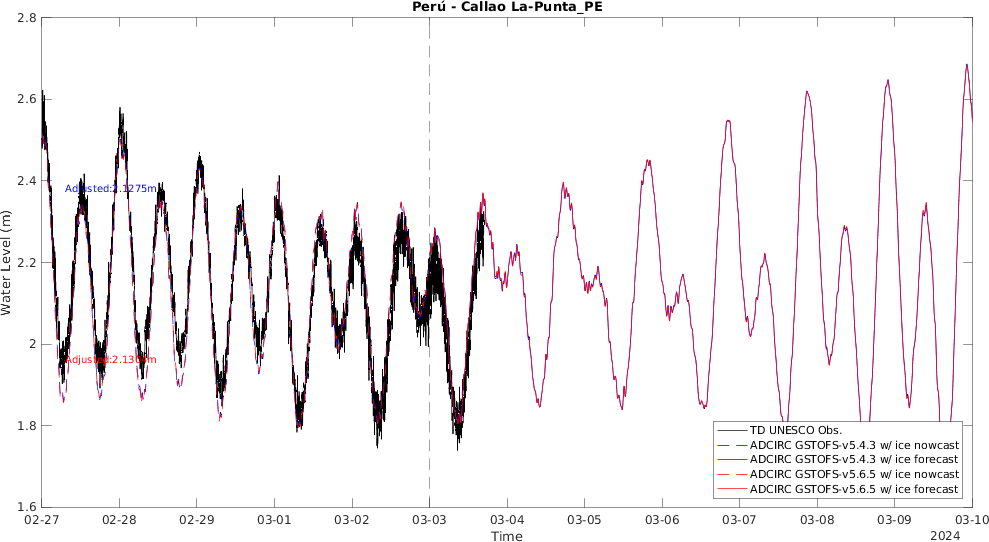 Perú - Callao La-Punta_PE
Water Level (m)
2.8
2.6
2.4
2.2
2
1.8
1.6
Adjusted:2.1275m
TD UNESCO Obs.
ADCIRC GSTOFS-v5.4.3 w/ ice nowcast
ADCIRC GSTOFS-v5.4.3 w/ ice forecast
ADCIRC GSTOFS-v5.6.5 w/ ice nowcast
ADCIRC GSTOFS-v5.6.5 w/ ice forecast
02-27 02-28 02-29 03-01 03-02 03-03 03-04 03-05 03-06 03-07 03-08 03-09 03-10
Time
2024